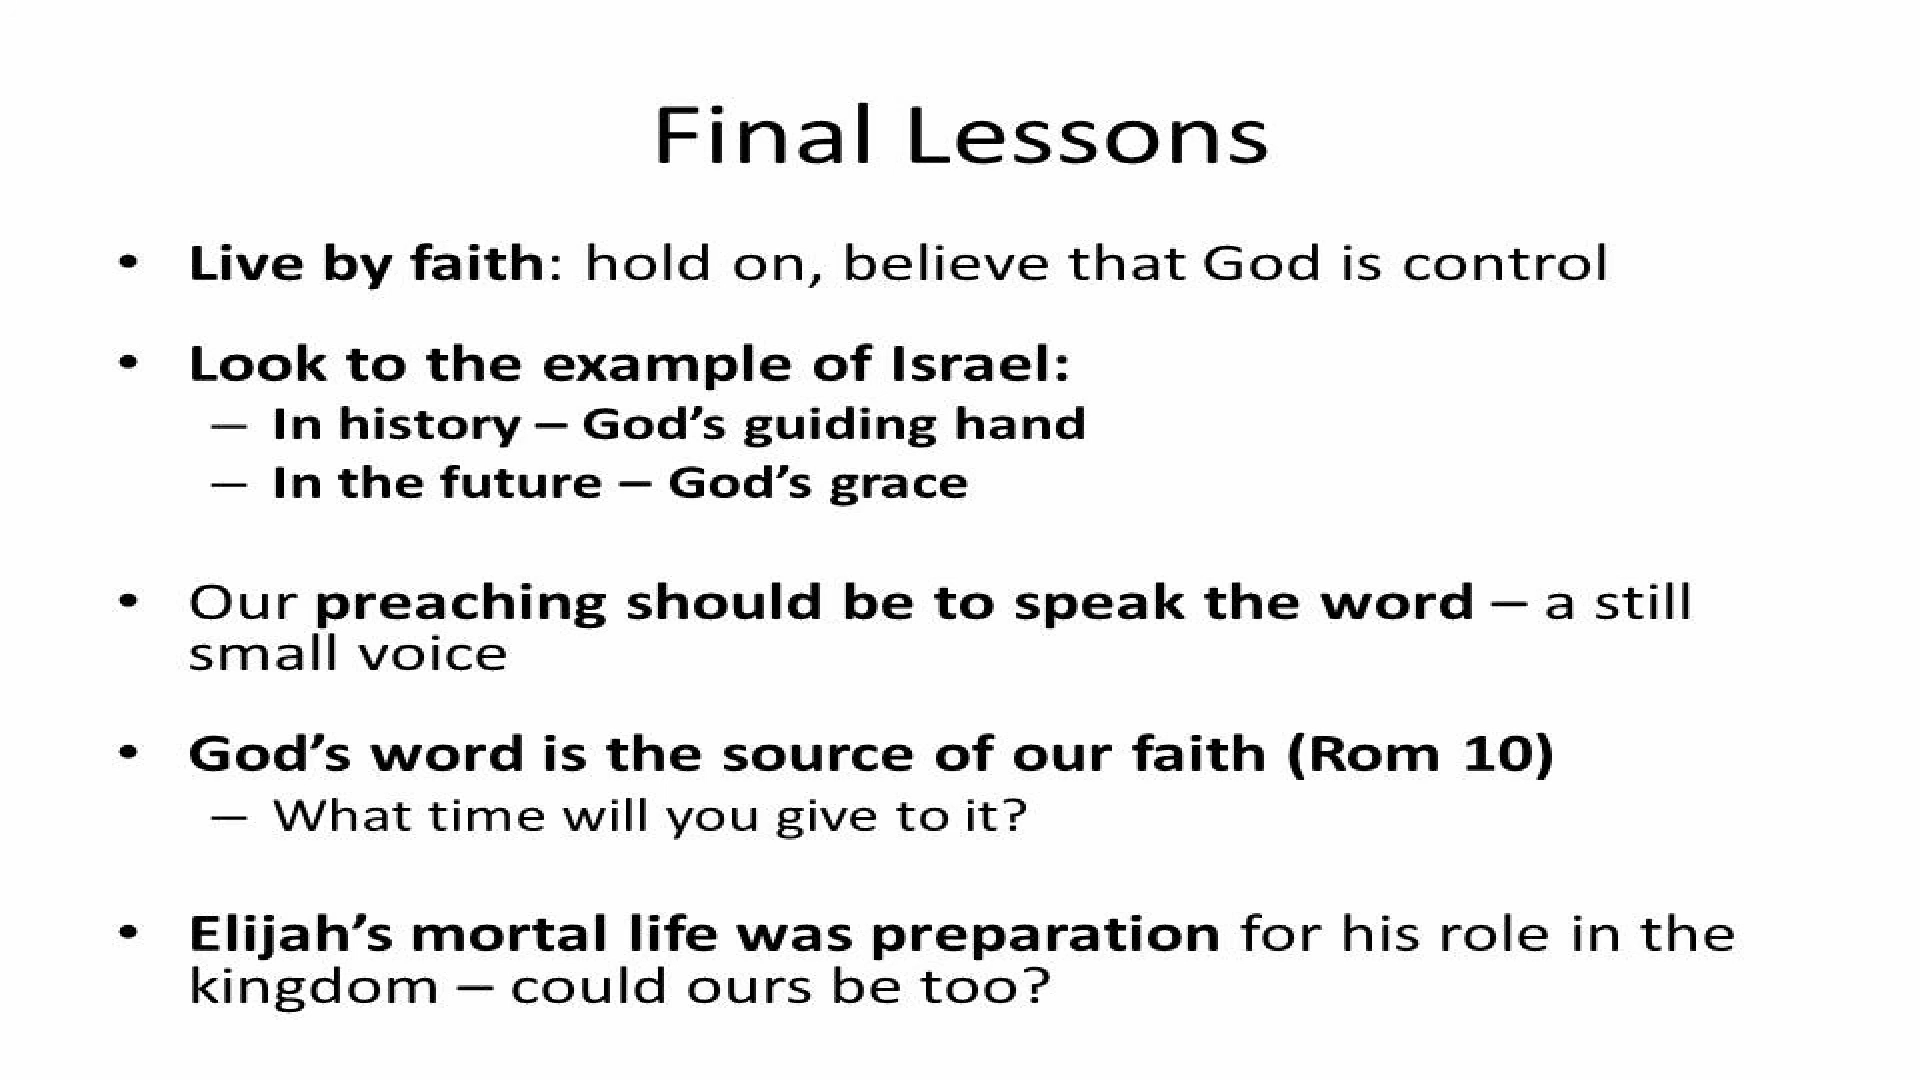 Final Lessons
• Live by faith: hold on, believe that God is control
• Look to the example of Israel:
– In history – God’s guiding hand
– In the future – God’s grace
• Our preaching should be to speak the word – a still
small voice
• God’s word is the source of our faith (Rom 10)
– What time will you give to it?
• Elijah’s mortal life was preparation for his role in the
kingdom – could ours be too?